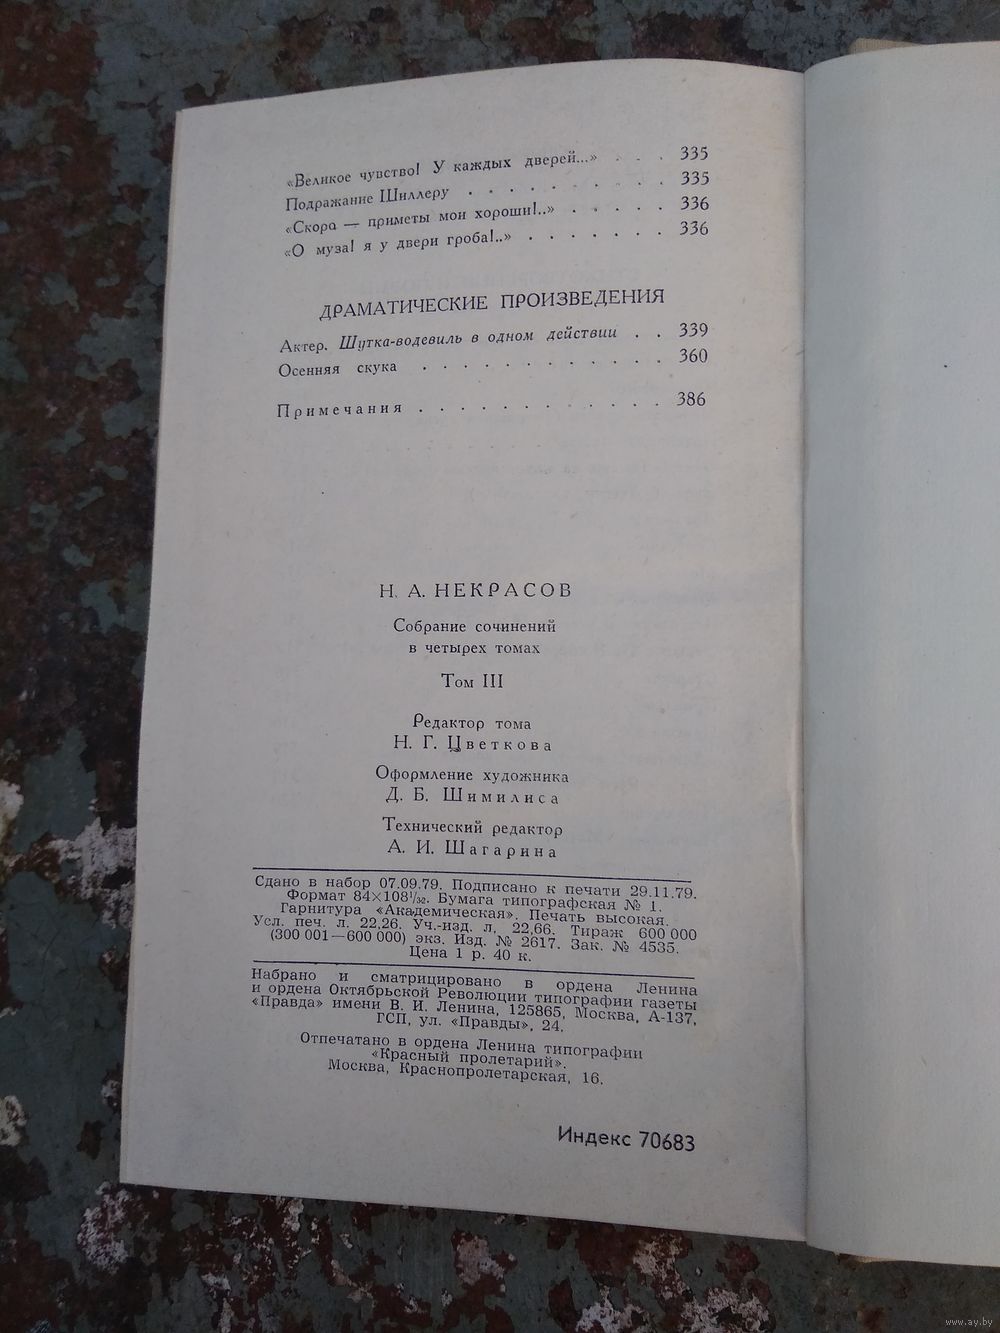 «Великое чувство! У каждых дверей...» . . . 335
Подражание Шиллеру . . . . . . . . . . 335
«Скоро — приметы мои хороши!..» . . . . . 336
«О муза! я у двери гроба!..» . . . . . . . 336
ДРАМАТИЧЕСКИЕ ПРОИЗВЕДЕНИЯ
Актер. Шутка-водевиль в одном действии . . 339
Осенняя скука . . . . . . . . . . . 360
Примечания . . . . . . . . . . . . 386
Н. А. НЕКРАСОВ
Собрание сочинений
в четырех томах
Том III
Редактор тома
Н. Г. Цветкова
Оформление художника
Д. Б. Шимилиса
Технический редактор
А. И. Шагарина
Сдано в набор 07.09.79. Подписано к печати 29.11.79.
Формат 84×108¹/₃₂. Бумага типографская № 1.
Гарнитура «Академическая». Печать высокая.
Усл. печ. л. 22,26. Уч.-изд. л. 22,66. Тираж 600 000
(300 001—600 000) экз. Изд. № 2617. Зак. № 4535.
Цена 1 р. 40 к.
Набрано и сматрицировано в ордена Ленина
и ордена Октябрьской Революции типографии газеты
«Правда» имени В. И. Ленина, 125865, Москва, А-137,
ГСП, ул. «Правды», 24.
Отпечатано в ордена Ленина типографии
«Красный пролетарий».
Москва, Краснопролетарская, 16.
Индекс 70683
www.ay.by